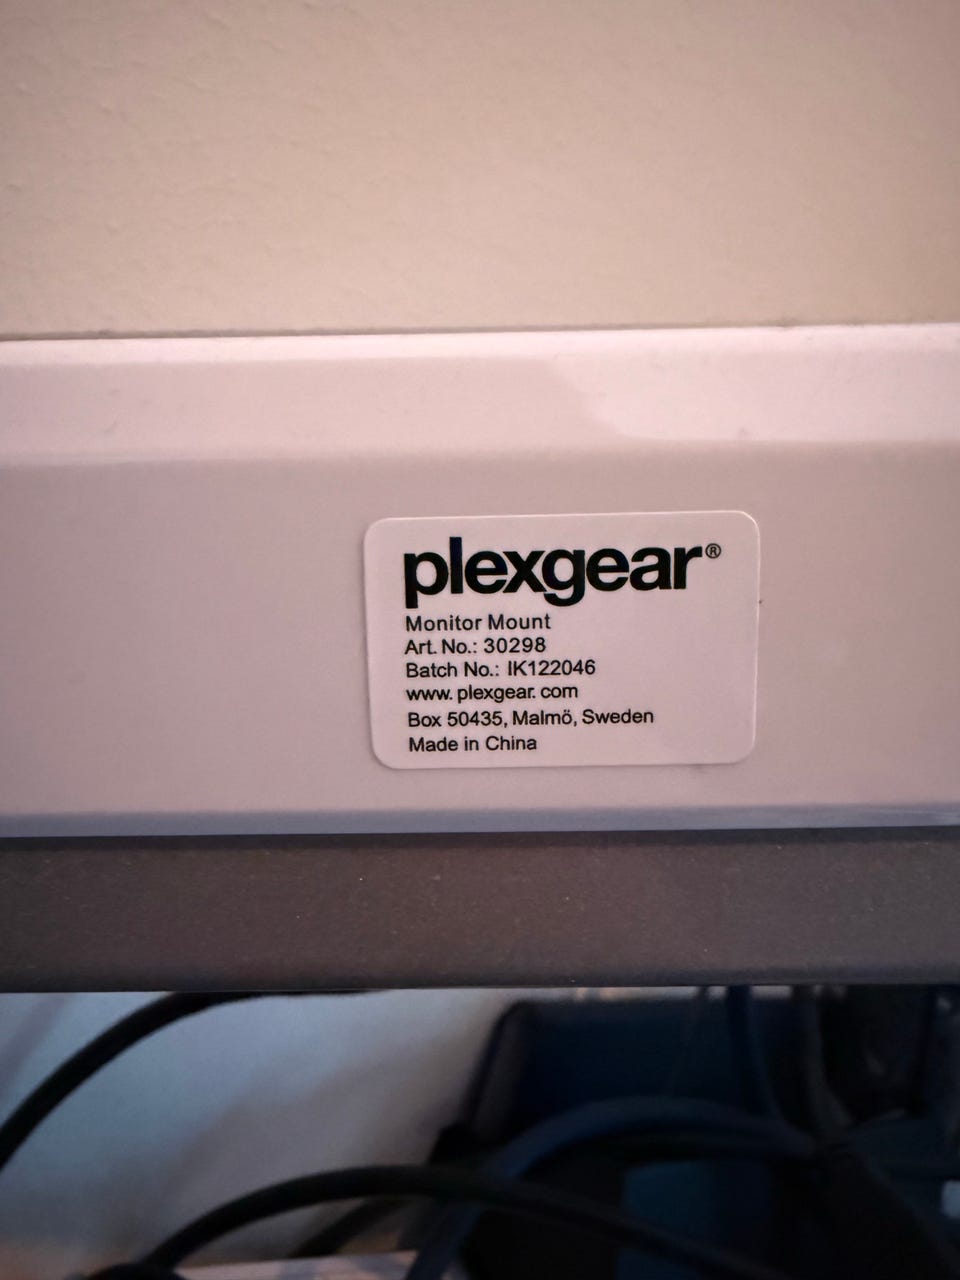 plexgear®
Monitor Mount
Art. No.: 30298
Batch No.: IK122046
www. plexgear. com
Box 50435, Malmö, Sweden
Made in China